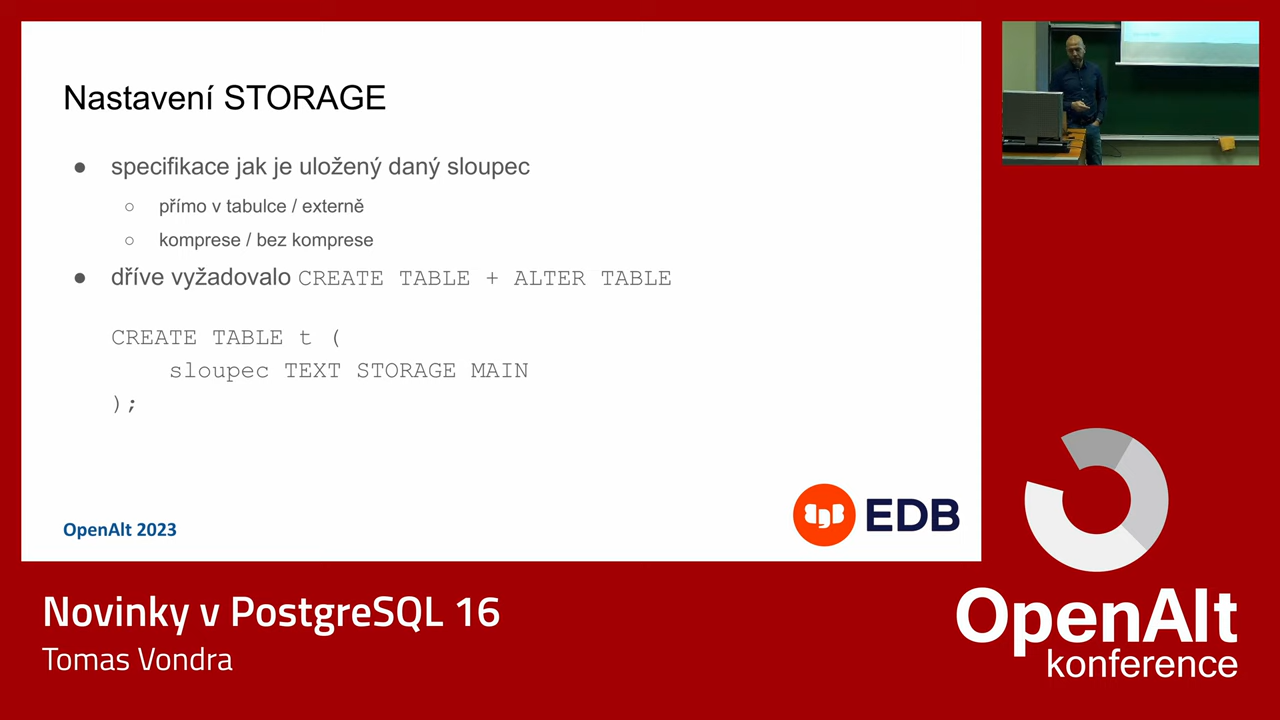 Nastavení STORAGE
● specifikace jak je uložený daný sloupec
○ přímo v tabulce / externě
○ komprese / bez komprese
● dříve vyžadovalo CREATE TABLE + ALTER TABLE
CREATE TABLE t (
sloupec TEXT STORAGE MAIN
);
OpenAlt 2023
EDB
Novinky v PostgreSQL 16
Tomas Vondra
OpenAlt
konference